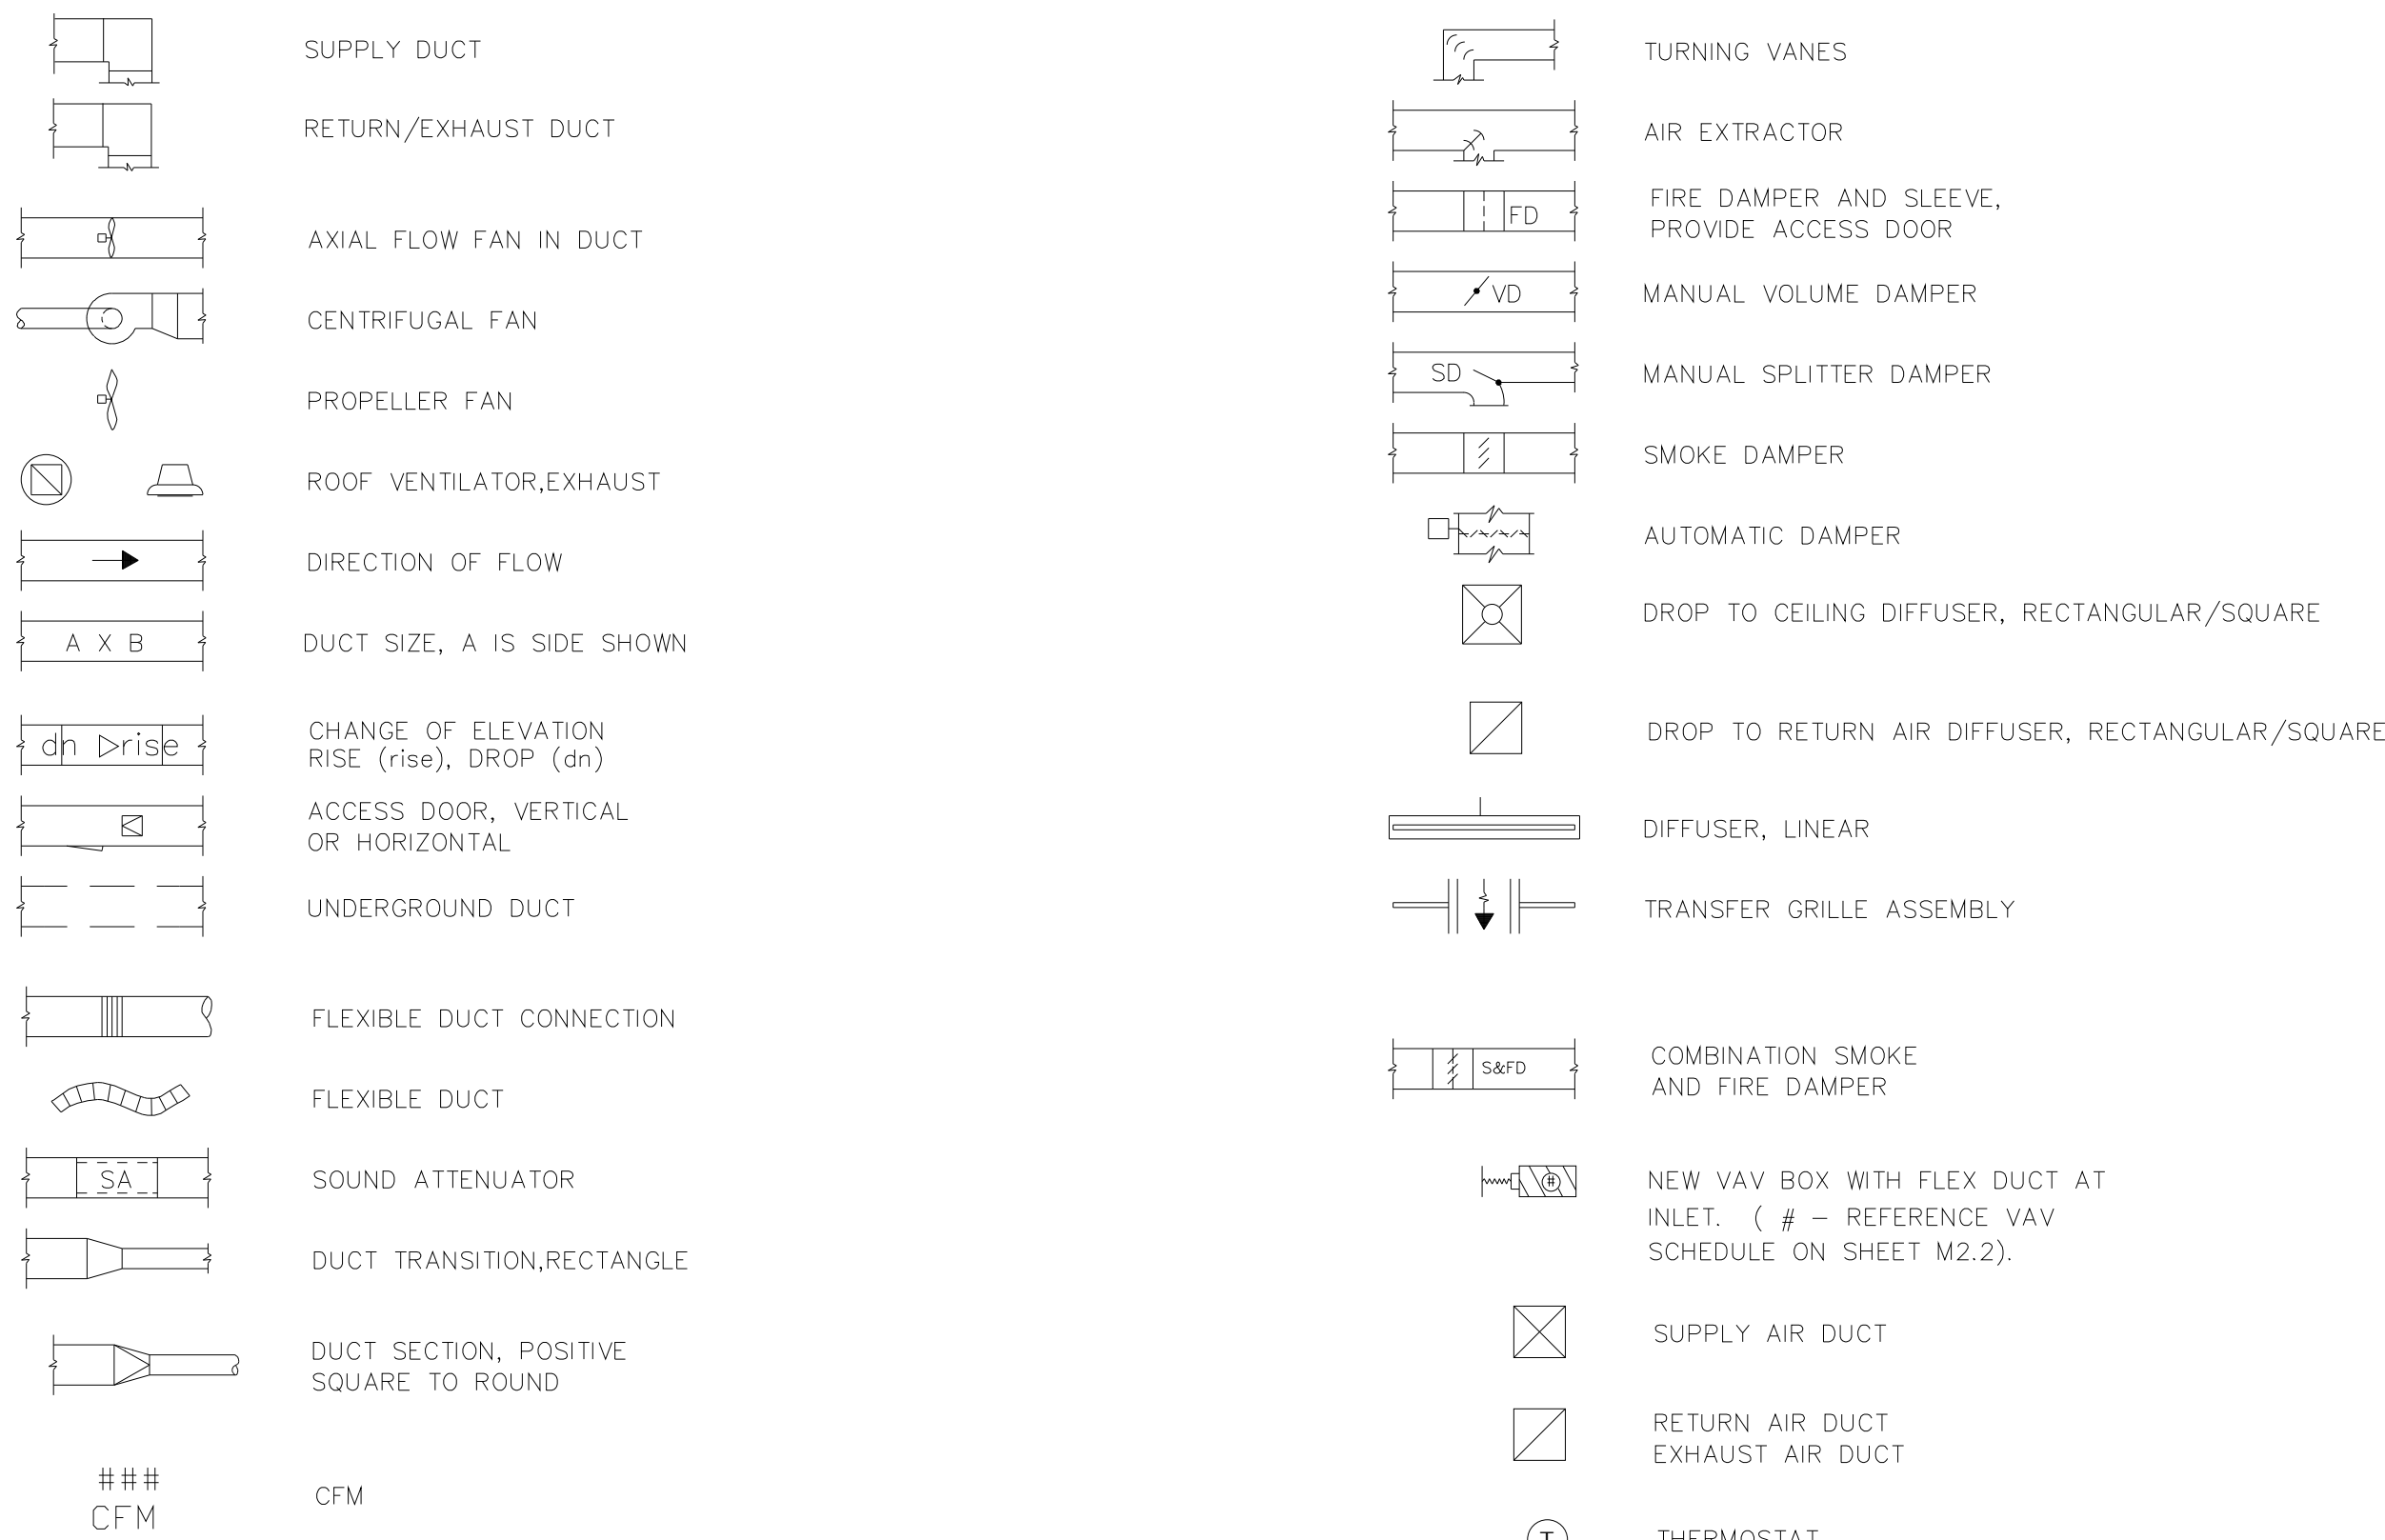 SUPPLY DUCT
RETURN/EXHAUST DUCT
AXIAL FLOW FAN IN DUCT
CENTRIFUGAL FAN
PROPELLER FAN
ROOF VENTILATOR,EXHAUST
DIRECTION OF FLOW
A X B
DUCT SIZE, A IS SIDE SHOWN
dn rise
CHANGE OF ELEVATION
RISE (rise), DROP (dn)
ACCESS DOOR, VERTICAL
OR HORIZONTAL
UNDERGROUND DUCT
FLEXIBLE DUCT CONNECTION
FLEXIBLE DUCT
SA
SOUND ATTENUATOR
DUCT TRANSITION,RECTANGLE
DUCT SECTION, POSITIVE
SQUARE TO ROUND
###
CFM
CFM
TURNING VANES
AIR EXTRACTOR
FD
FIRE DAMPER AND SLEEVE,
PROVIDE ACCESS DOOR
VD
MANUAL VOLUME DAMPER
SD
MANUAL SPLITTER DAMPER
SMOKE DAMPER
AUTOMATIC DAMPER
DROP TO CEILING DIFFUSER, RECTANGULAR/SQUARE
DROP TO RETURN AIR DIFFUSER, RECTANGULAR/SQUARE
DIFFUSER, LINEAR
TRANSFER GRILLE ASSEMBLY
S&FD
COMBINATION SMOKE
AND FIRE DAMPER
#
NEW VAV BOX WITH FLEX DUCT AT
INLET. ( # – REFERENCE VAV
SCHEDULE ON SHEET M2.2).
SUPPLY AIR DUCT
RETURN AIR DUCT
EXHAUST AIR DUCT
T
THERMOSTAT